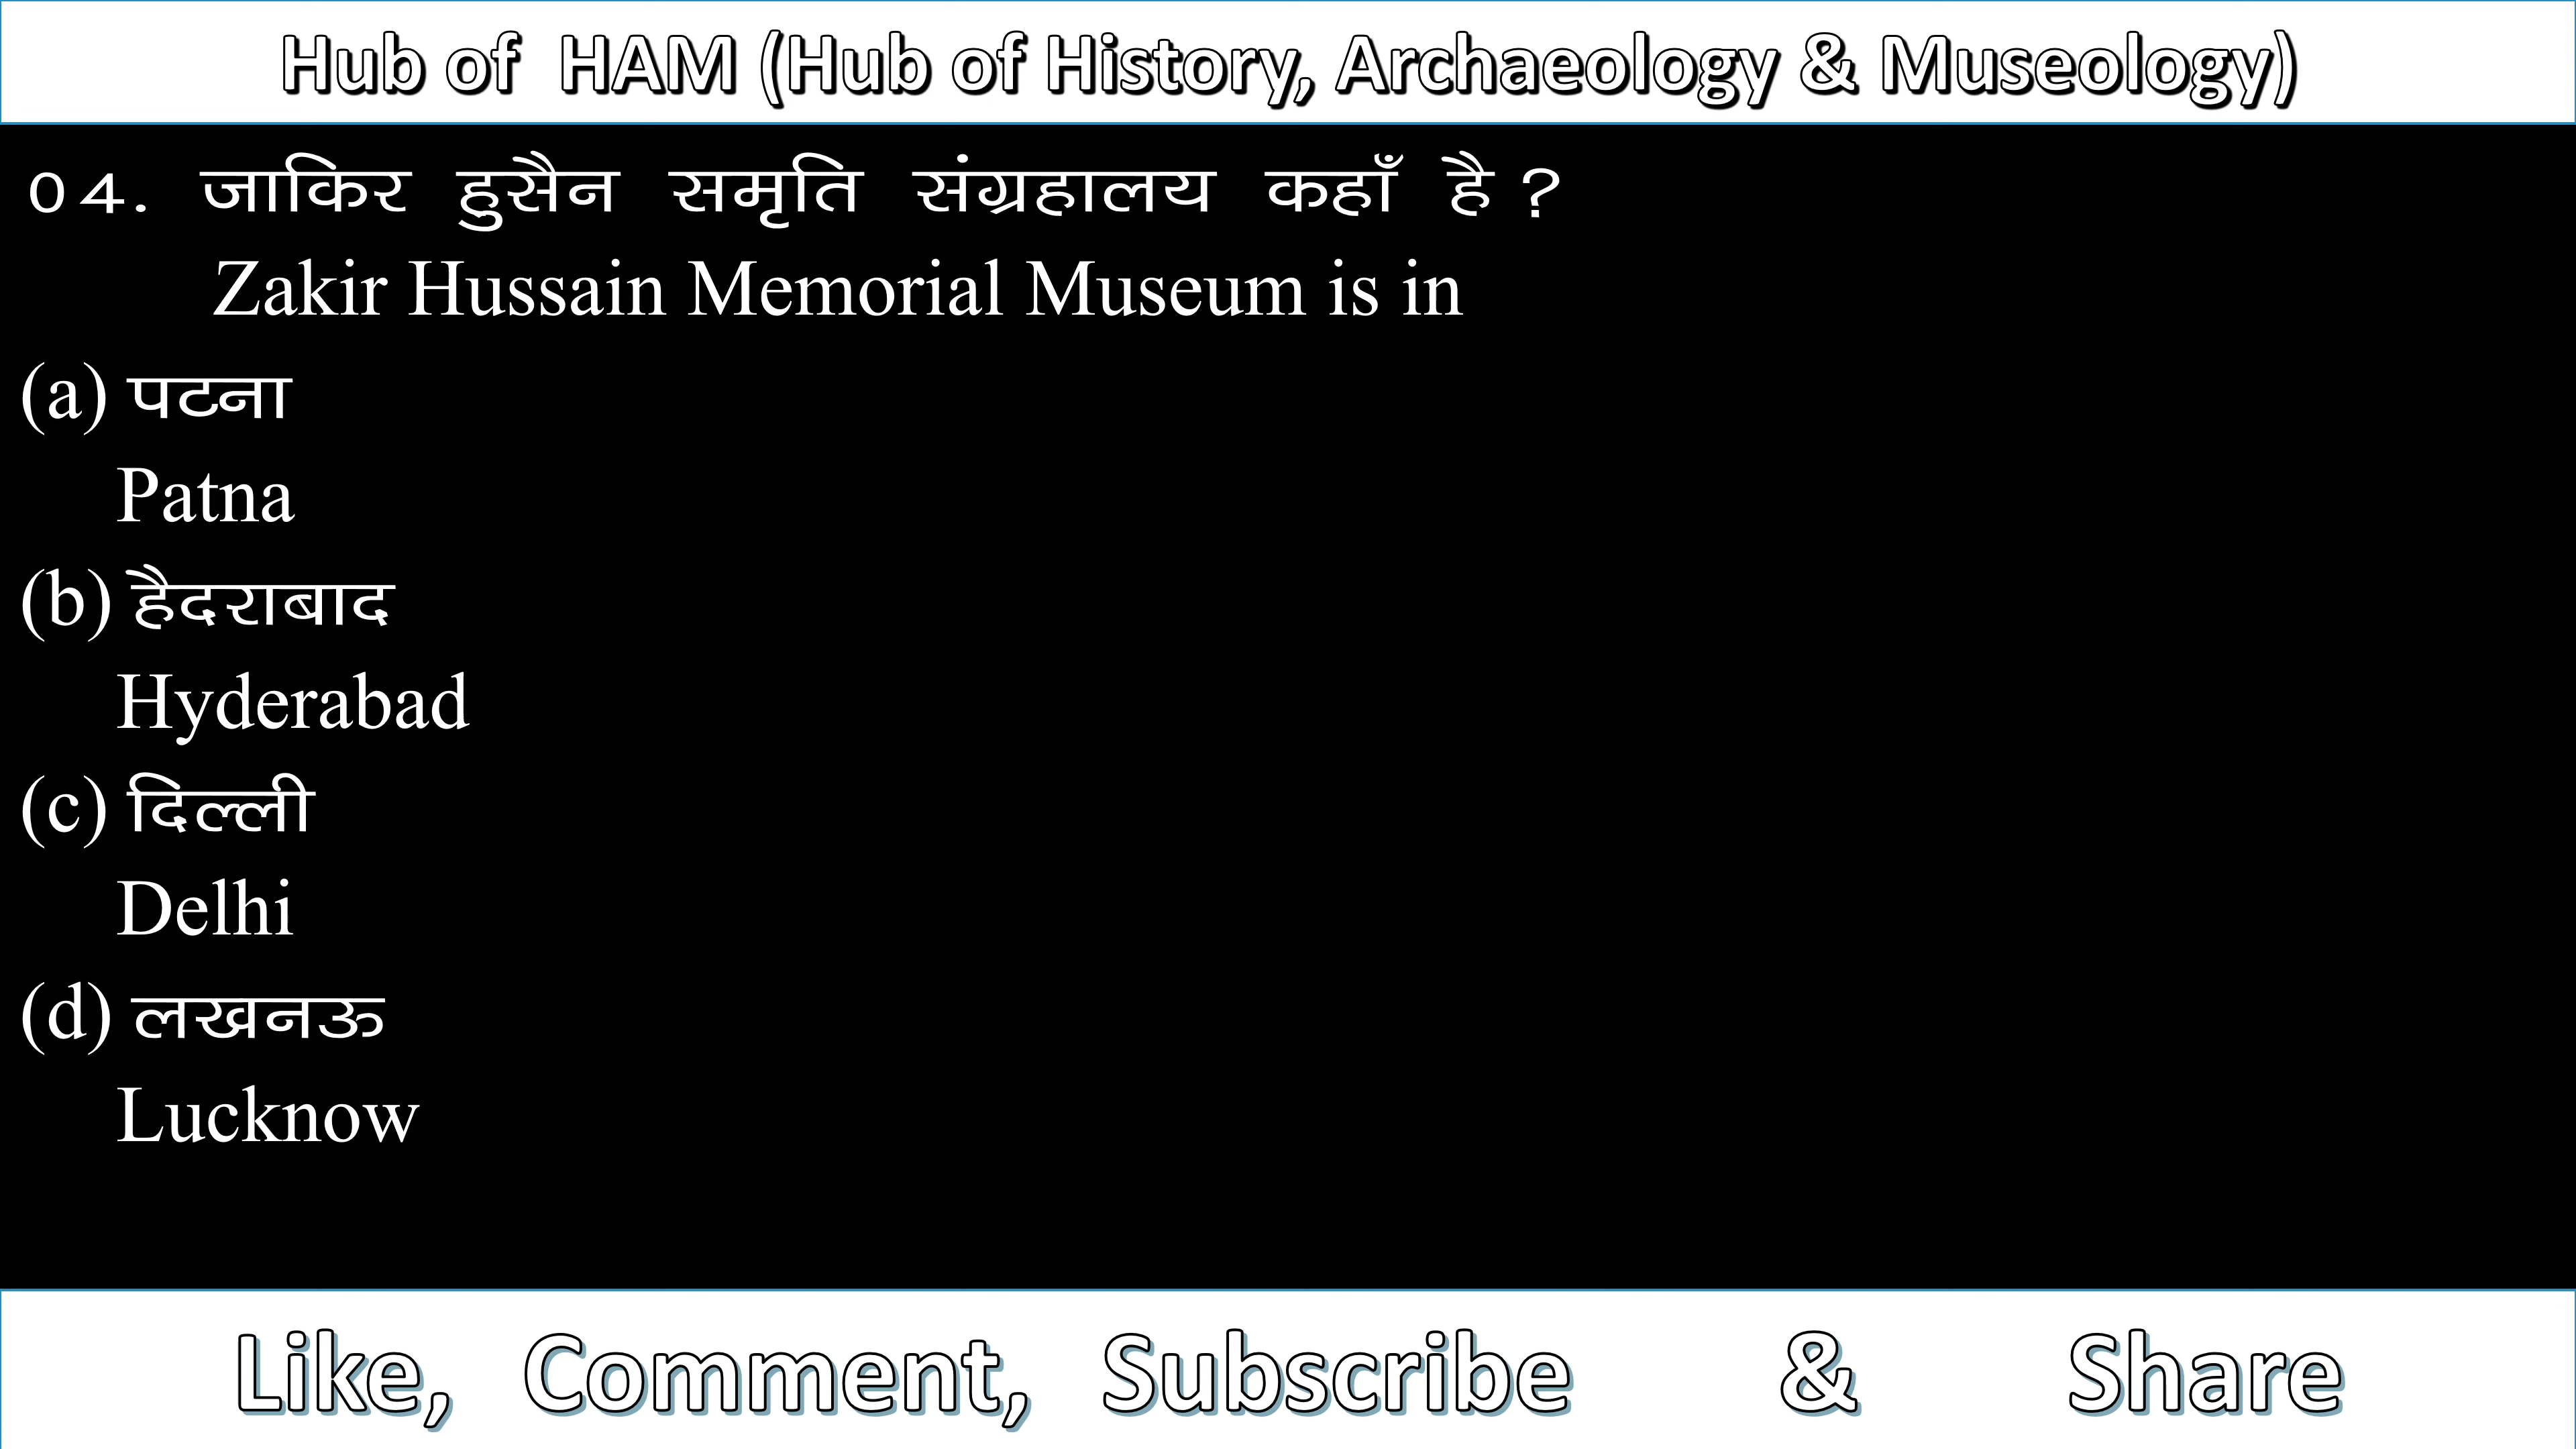 Hub of HAM (Hub of History, Archaeology & Museology)
04. जाकिर हुसैन समृति संग्रहालय कहाँ है ?
Zakir Hussain Memorial Museum is in
(a) पटना
Patna
(b) हैदराबाद
Hyderabad
(c) दिल्ली
Delhi
(d) लखनऊ
Lucknow
Like, Comment, Subscribe & Share